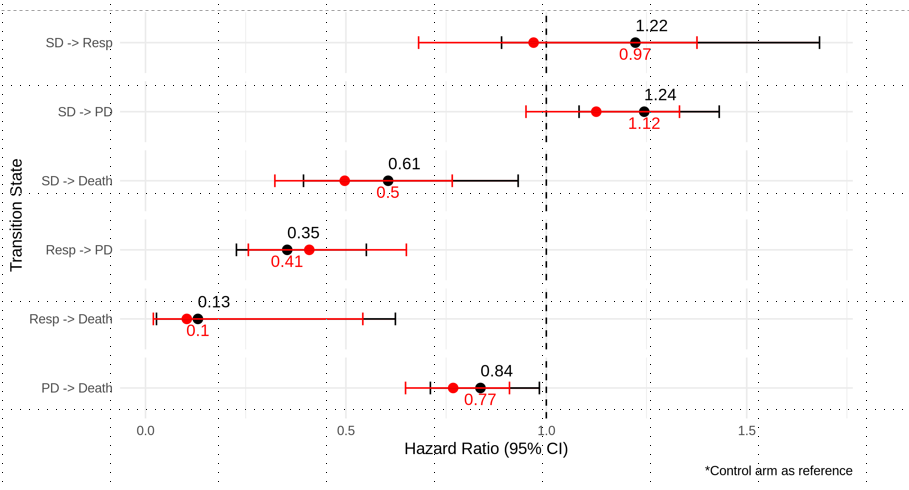 SD -> Resp
1.22
0.97
SD -> PD
1.24
1.12
SD -> Death
0.61
0.5
Resp -> PD
0.35
0.41
Resp -> Death
0.13
0.1
PD -> Death
0.84
0.77
Transition State
0.0 0.5 1.0 1.5
Hazard Ratio (95% CI)
*Control arm as reference